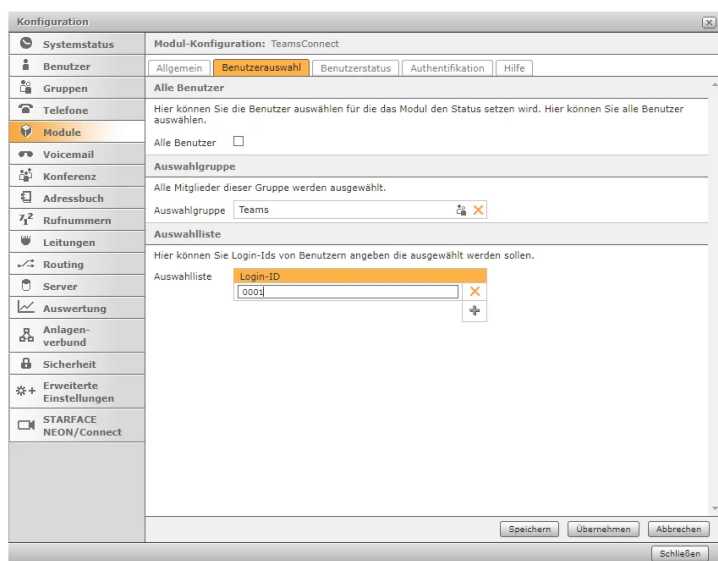 Konfiguration
Systemstatus
Benutzer
Gruppen
Telefone
Module
Voicemail
Konferenz
Adressbuch
Rufnummern
Leitungen
Routing
Server
Auswertung
Anlagen-
verbund
Sicherheit
Erweiterte
Einstellungen
STARFACE
NEON/Connect
Modul-Konfiguration: TeamsConnect
Allgemein Benutzerauswahl Benutzerstatus Authentifikation Hilfe
Alle Benutzer
Hier können Sie die Benutzer auswählen für die das Modul den Status setzen wird. Hier können Sie alle Benutzer
auswählen.
Alle Benutzer
Auswahlgruppe
Alle Mitglieder dieser Gruppe werden ausgewählt.
Auswahlgruppe Teams
Auswahlliste
Hier können Sie Login-Ids von Benutzern angeben die ausgewählt werden sollen.
Auswahlliste Login-ID
0001
Speichern Übernehmen Abbrechen
Schließen